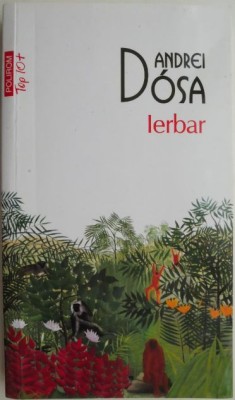 POLIROM
Top 10+
ANDREI
DÓSA
Ierbar